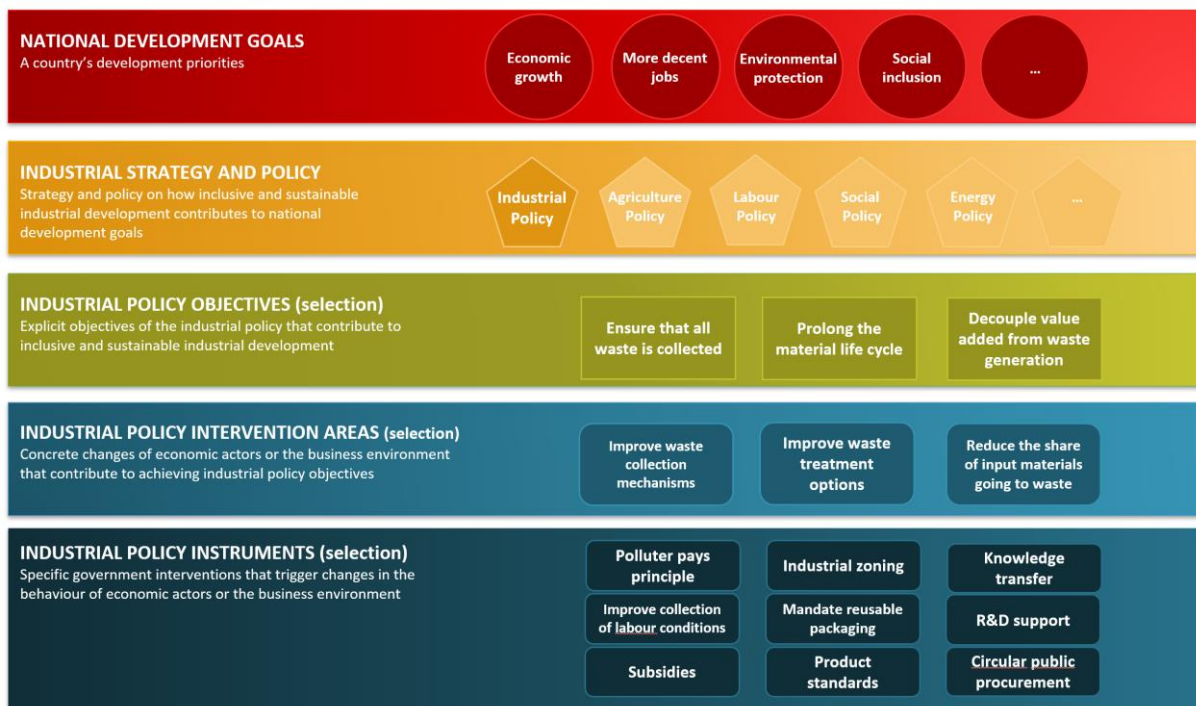 NATIONAL DEVELOPMENT GOALS
A country's development priorities
Economic
growth
More decent
jobs
Environmental
protection
Social
inclusion
...
INDUSTRIAL STRATEGY AND POLICY
Strategy and policy on how inclusive and sustainable
industrial development contributes to national
development goals
Industrial
Policy
Agriculture
Policy
Labour
Policy
Social
Policy
Energy
Policy
...
INDUSTRIAL POLICY OBJECTIVES (selection)
Explicit objectives of the industrial policy that contribute to
inclusive and sustainable industrial development
Ensure that all
waste is collected
Prolong the
material life cycle
Decouple value
added from waste
generation
INDUSTRIAL POLICY INTERVENTION AREAS (selection)
Concrete changes of economic actors or the business environment
that contribute to achieving industrial policy objectives
Improve waste
collection
mechanisms
Improve waste
treatment
options
Reduce the share
of input materials
going to waste
INDUSTRIAL POLICY INSTRUMENTS (selection)
Specific government interventions that trigger changes in the
behaviour of economic actors or the business environment
Polluter pays
principle
Industrial zoning
Knowledge
transfer
Improve collection
of labour conditions
Mandate reusable
packaging
R&D support
Subsidies
Product
standards
Circular public
procurement